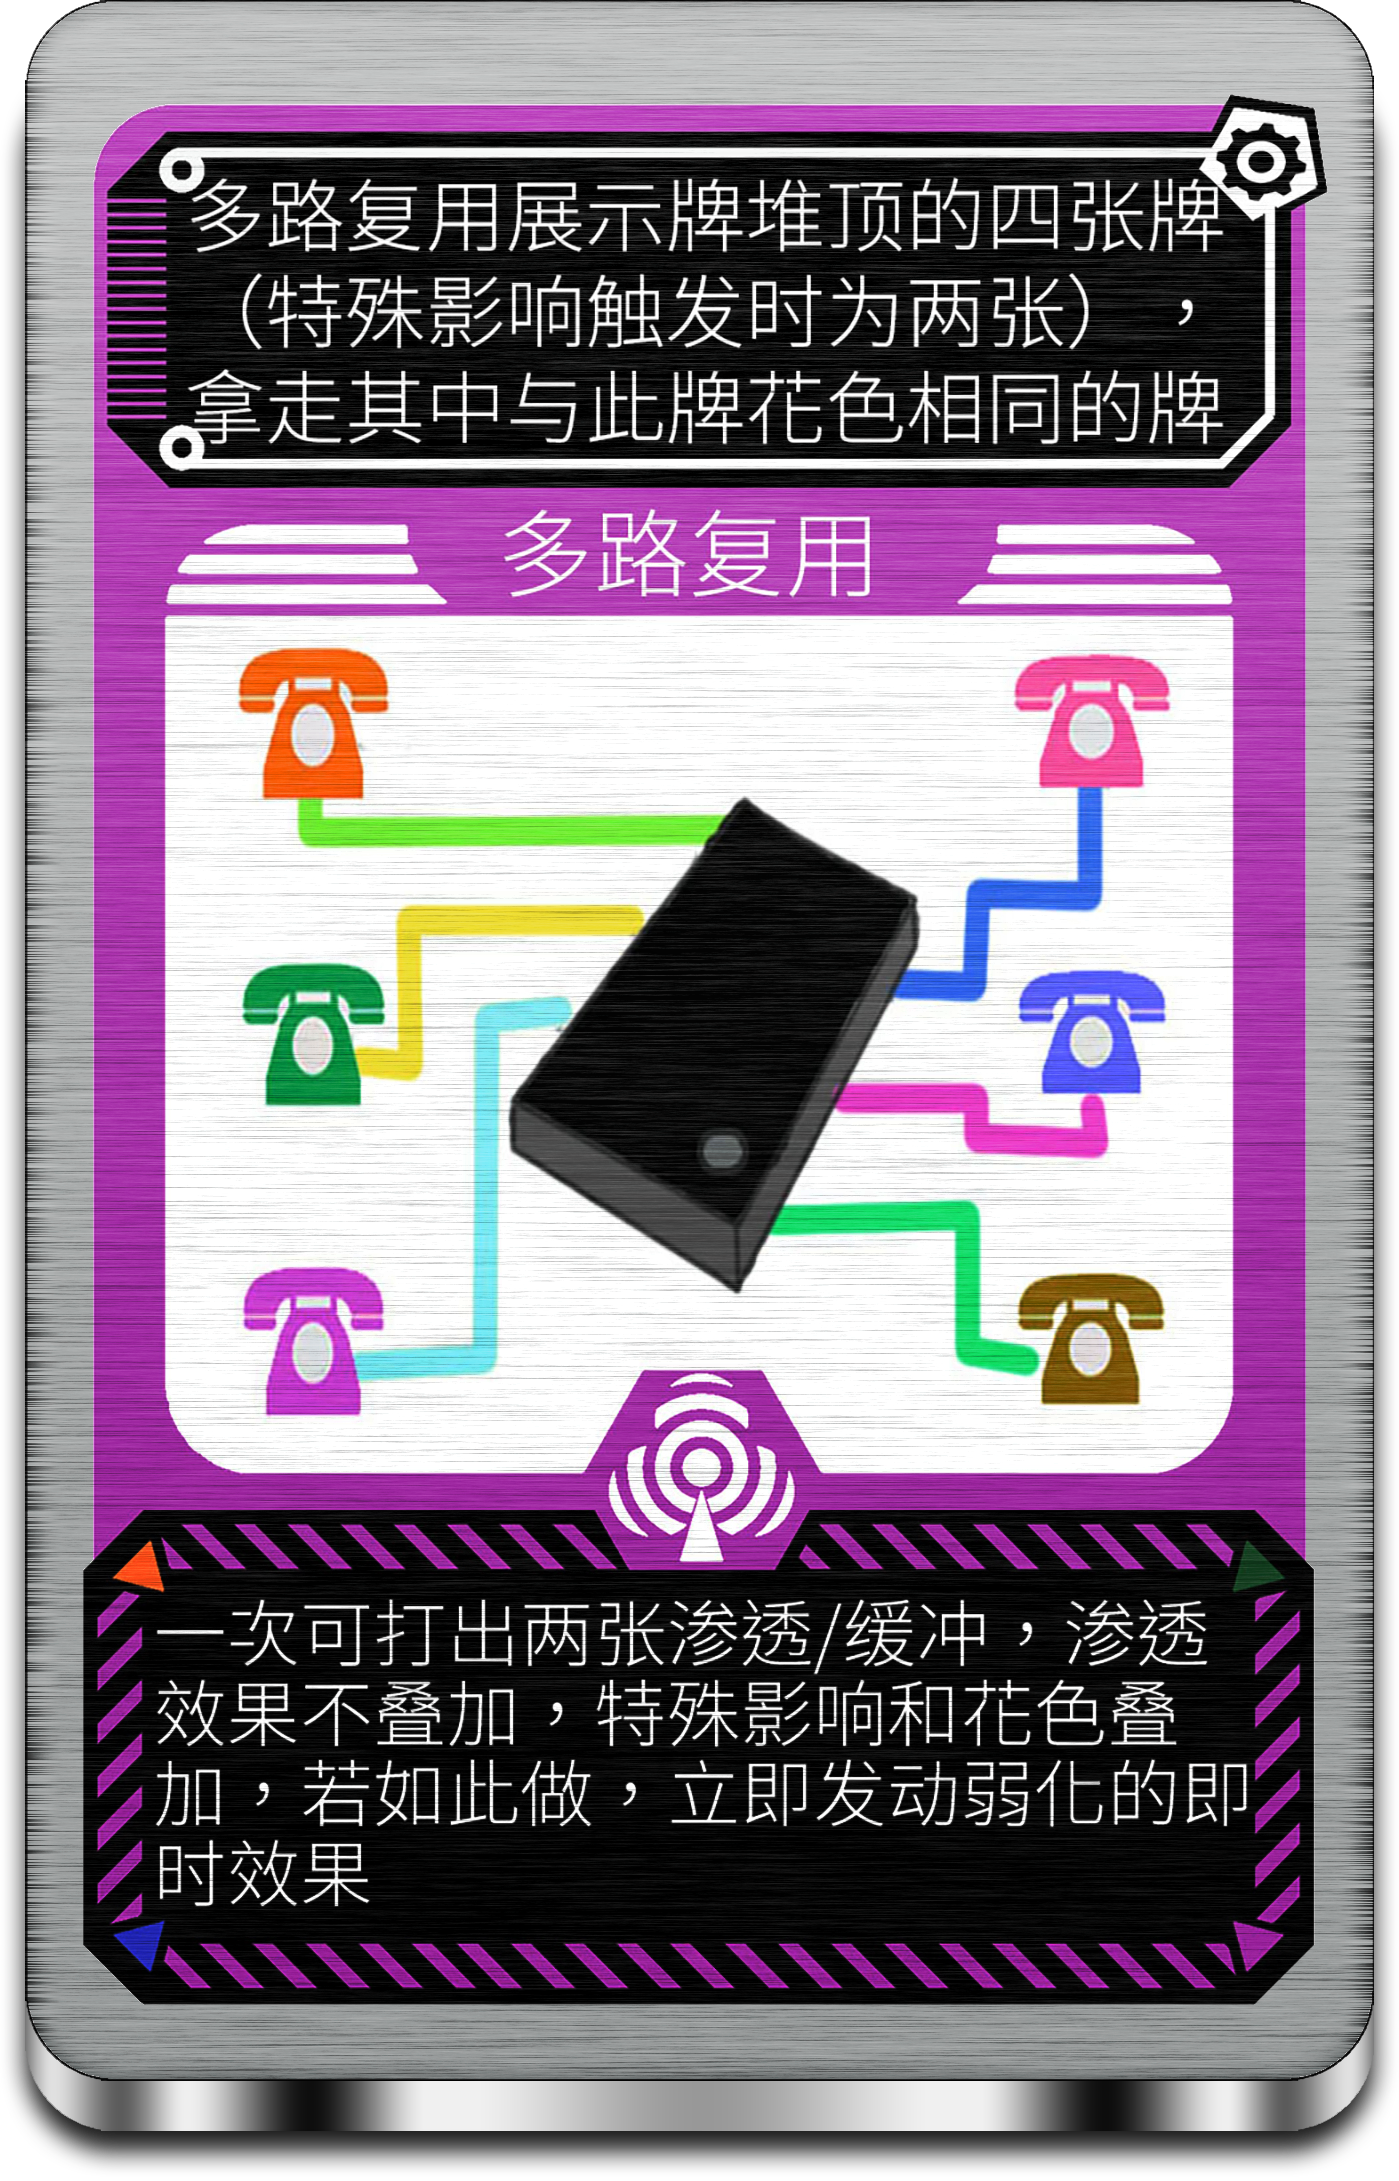 多路复用展示牌堆顶的四张牌
（特殊影响触发时为两张），
拿走其中与此牌花色相同的牌
多路复用
一次可打出两张渗透/缓冲，渗透
效果不叠加，特殊影响和花色叠
加，若如此做，立即发动弱化的即
时效果